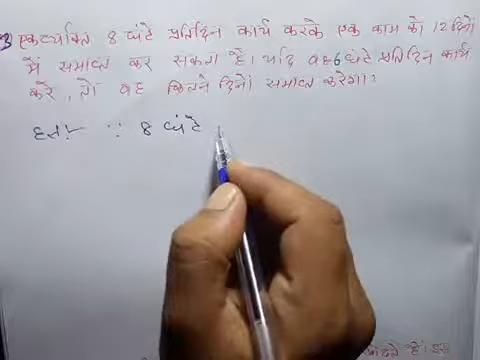 3 एक व्यक्ति 8 घंटे प्रतिदिन कार्य करके एक काम को 12 दिनों
में समाप्त कर सकता है। यदि वह 6 घंटे प्रतिदिन कार्य
करे, तो वह कितने दिनों समाप्त करेगा?
हल:- ∵ 8 घंटे